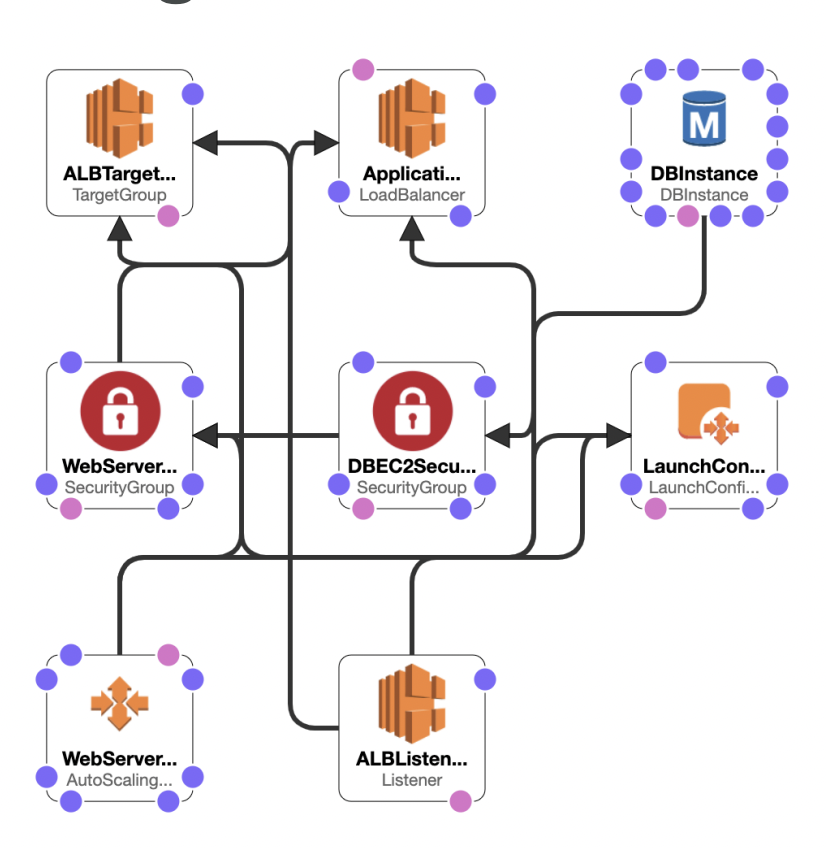 ALBTarget...
TargetGroup
Applicati...
LoadBalancer
M
DBInstance
DBInstance
WebServer...
SecurityGroup
DBEC2Secu...
SecurityGroup
LaunchCon...
LaunchConfi...
WebServer...
AutoScaling...
ALBListen...
Listener